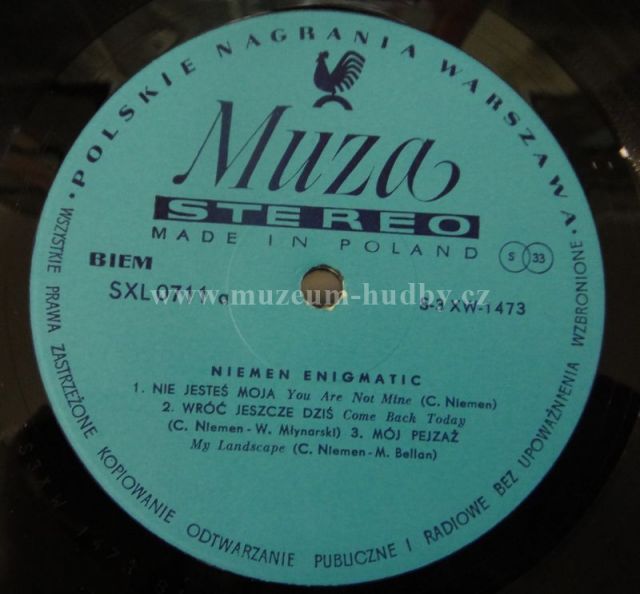 POLSKIE NAGRANIA WARSZAWA
Muza
STEREO
MADE IN POLAND
BIEM
S 33
SXL 0711
S-3 XW-1473
www.muzeum-hudby.cz
NIEMEN ENIGMATIC
1. NIE JESTEŚ MOJA You Are Not Mine (C. Niemen)
2. WRÓĆ JESZCZE DZIŚ Come Back Today
(C. Niemen - W. Młynarski) 3. MÓJ PEJZAŻ
My Landscape (C. Niemen - M. Bellan)
WSZYSTKIE PRAWA ZASTRZEŻONE KOPIOWANIE ODTWARZANIE PUBLICZNE I RADIOWE BEZ UPOWAŻNIENIA WZBRONIONE